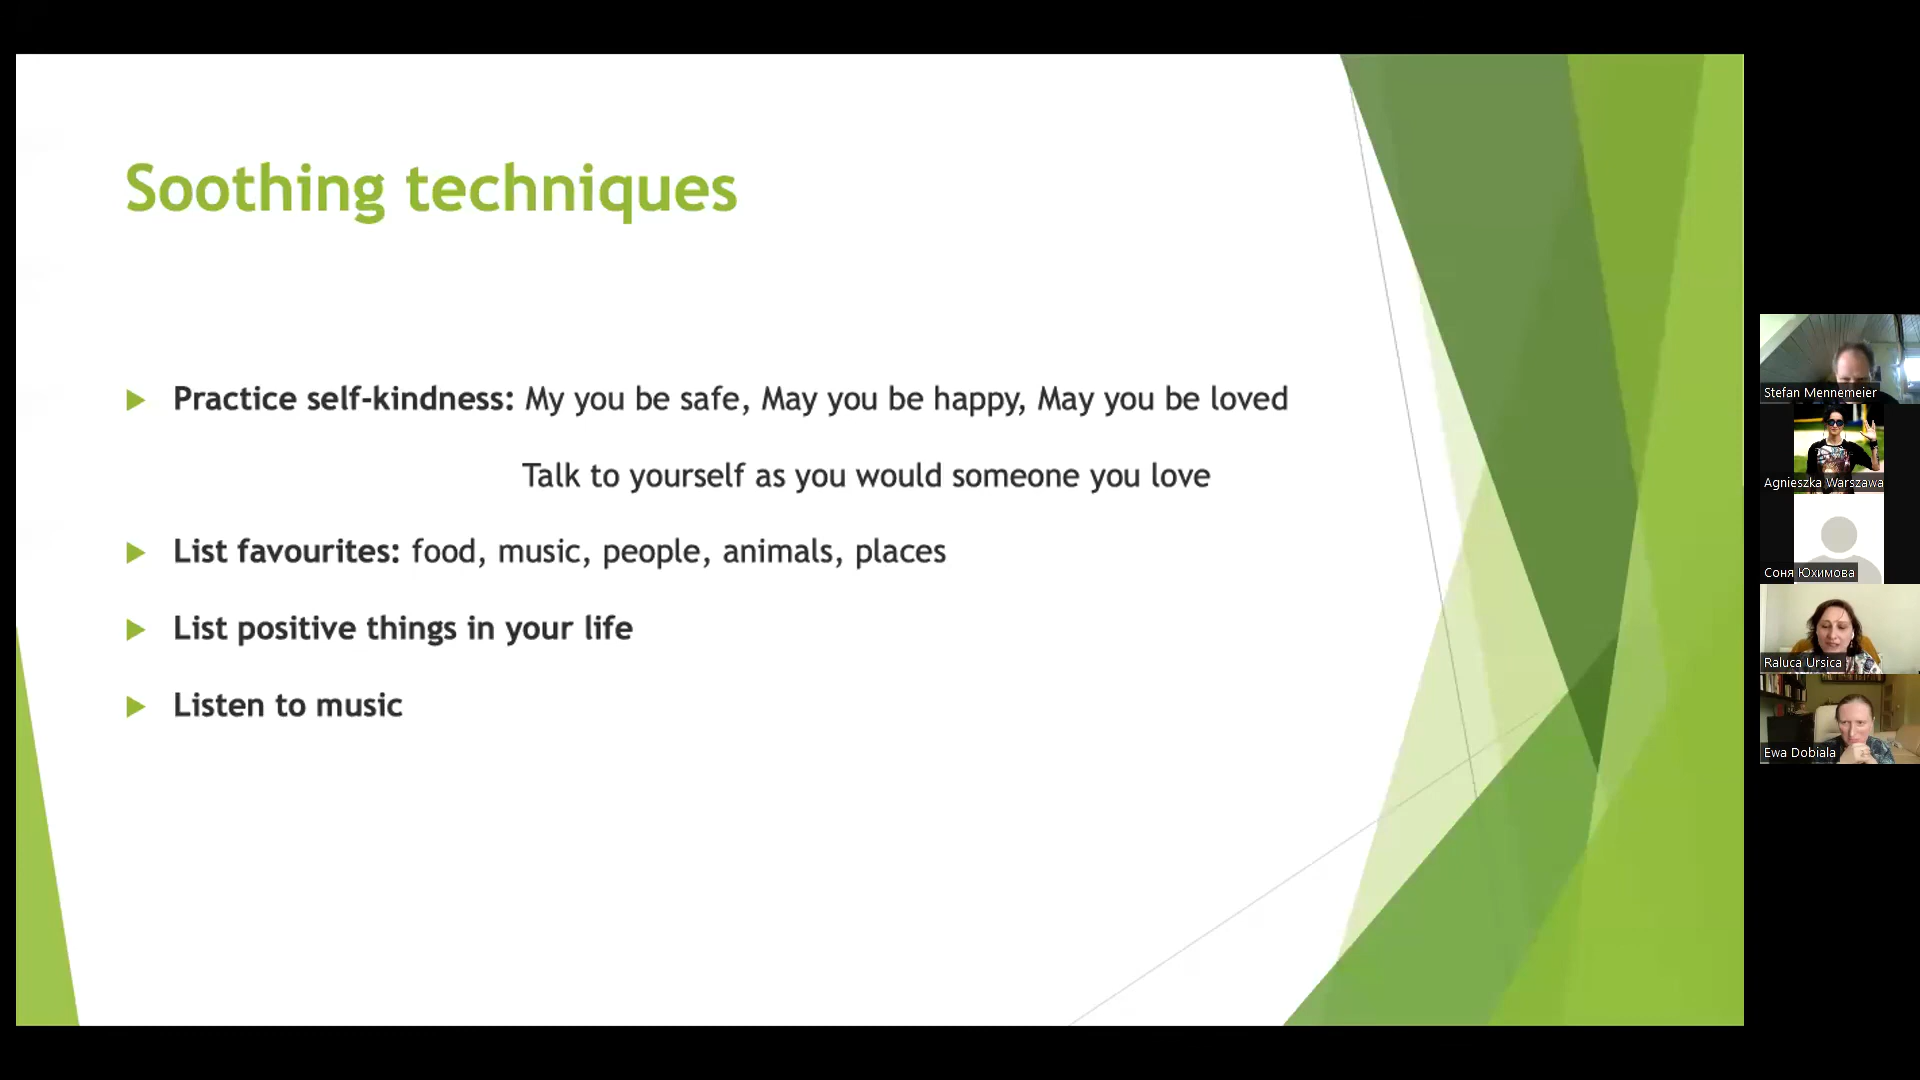 Soothing techniques
Practice self-kindness: My you be safe, May you be happy, May you be loved
Talk to yourself as you would someone you love
List favourites: food, music, people, animals, places
List positive things in your life
Listen to music
Stefan Mennemeier
Agnieszka Warszawa
Соня Юхимова
Raluca Ursica
Ewa Dobiala